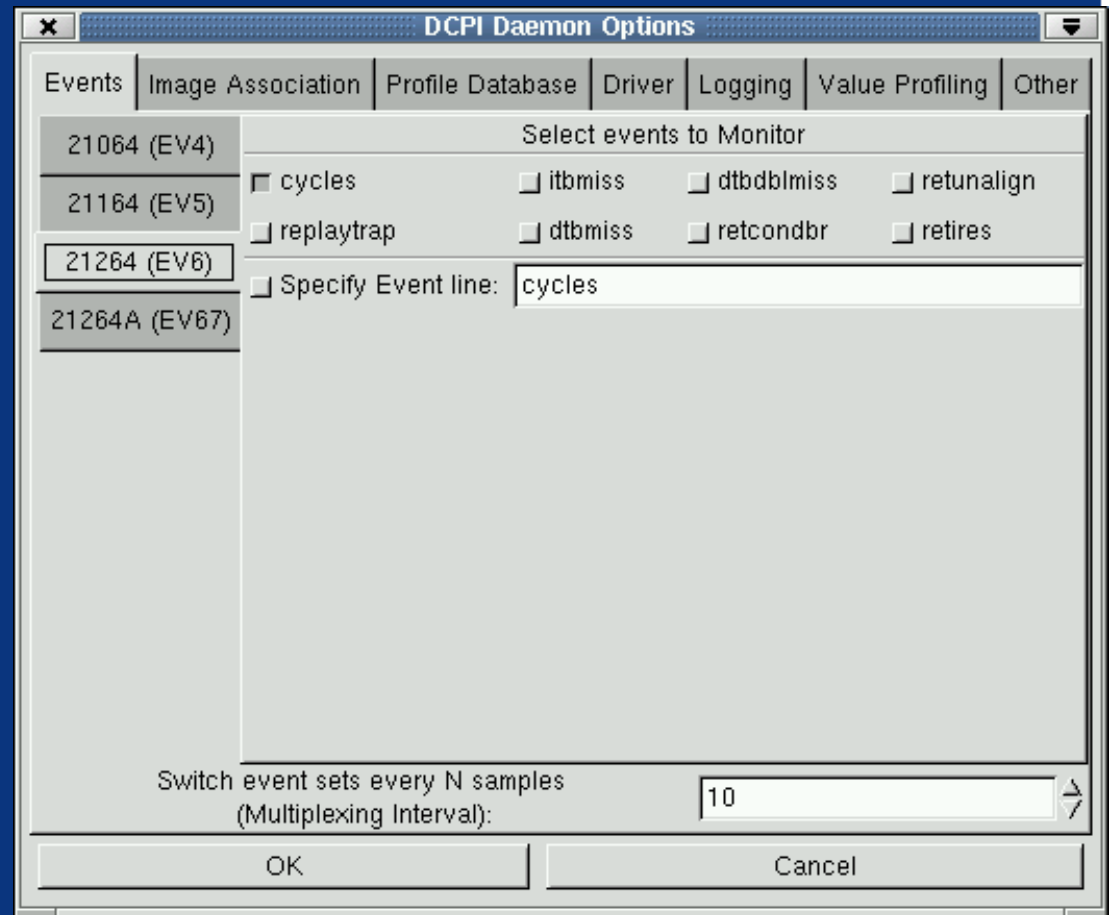 DCPI Daemon Options
Events Image Association Profile Database Driver Logging Value Profiling Other
21064 (EV4)
21164 (EV5)
21264 (EV6)
21264A (EV67)
Select events to Monitor
cycles itbmiss dtbdblmiss retunalign
replaytrap dtbmiss retcondbr retires
Specify Event line: cycles
Switch event sets every N samples
(Multiplexing Interval):
10
OK Cancel